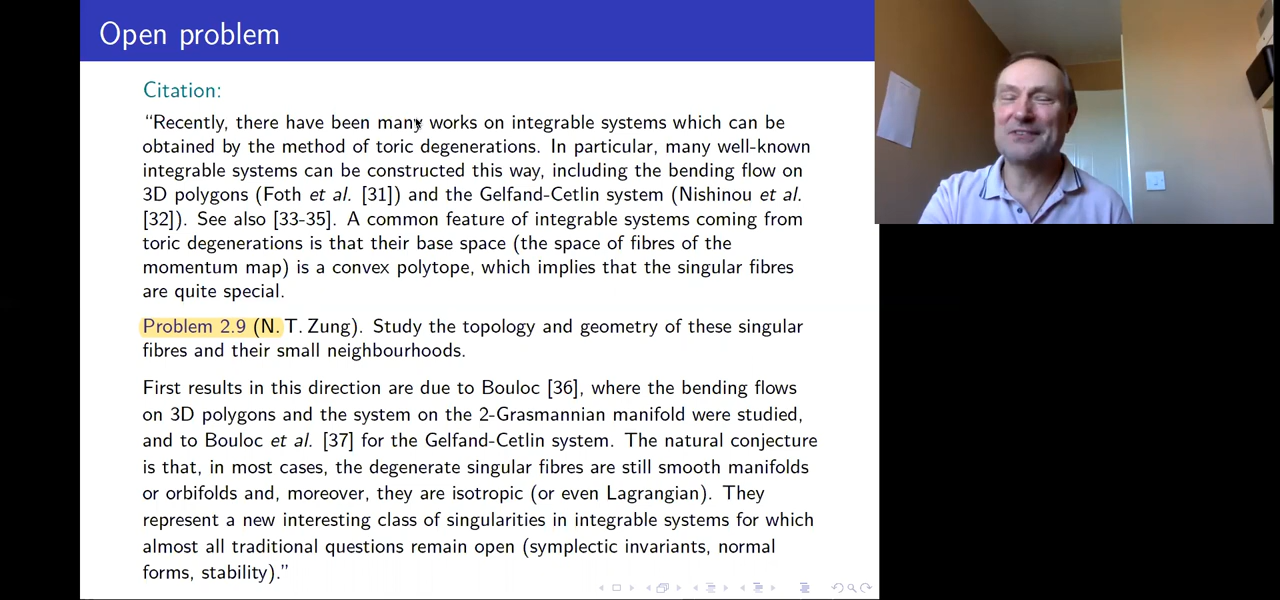 Open problem
Citation:
“Recently, there have been many works on integrable systems which can be
obtained by the method of toric degenerations. In particular, many well-known
integrable systems can be constructed this way, including the bending flow on
3D polygons (Foth et al. [31]) and the Gelfand-Cetlin system (Nishinou et al.
[32]). See also [33-35]. A common feature of integrable systems coming from
toric degenerations is that their base space (the space of fibres of the
momentum map) is a convex polytope, which implies that the singular fibres
are quite special.
Problem 2.9 (N. T. Zung). Study the topology and geometry of these singular
fibres and their small neighbourhoods.
First results in this direction are due to Bouloc [36], where the bending flows
on 3D polygons and the system on the 2-Grasmannian manifold were studied,
and to Bouloc et al. [37] for the Gelfand-Cetlin system. The natural conjecture
is that, in most cases, the degenerate singular fibres are still smooth manifolds
or orbifolds and, moreover, they are isotropic (or even Lagrangian). They
represent a new interesting class of singularities in integrable systems for which
almost all traditional questions remain open (symplectic invariants, normal
forms, stability).”